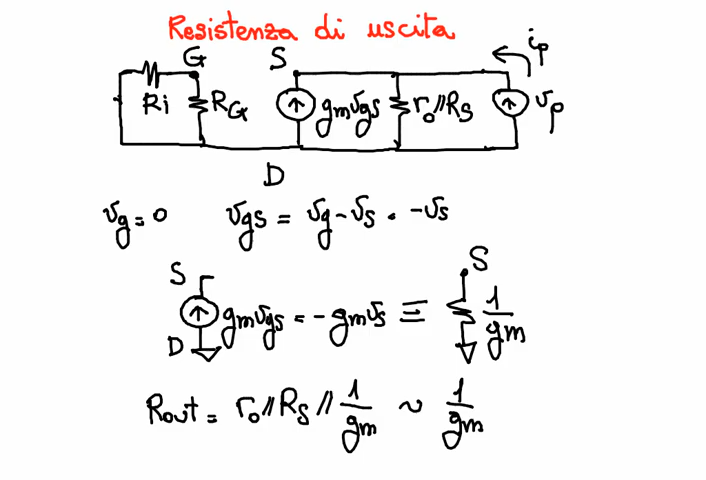 Resistenza di uscita
G S ip
Ri RG gmvgs ro//RS vp
D
vg=0 vgs = vg-vs = -vs
S S
D gmvgs = -gmvs ≡ 1/gm
Rout = ro//RS//1/gm ~ 1/gm